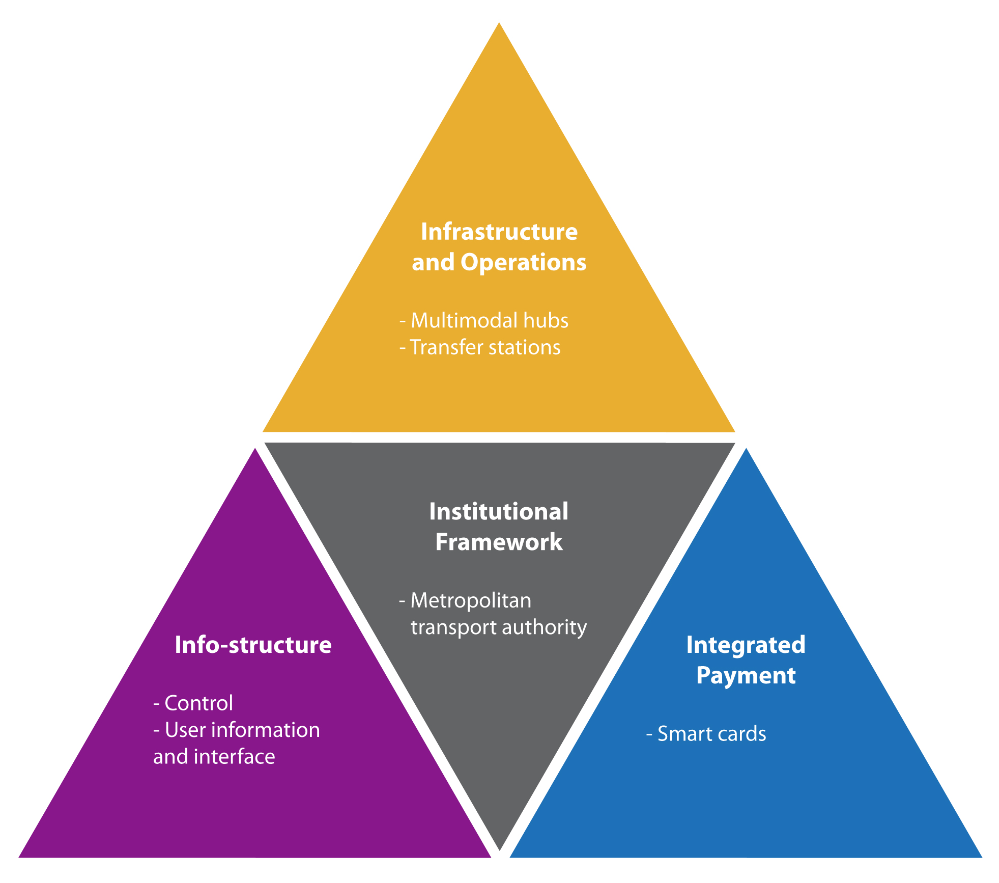 Infrastructure
and Operations
- Multimodal hubs
- Transfer stations
Institutional
Framework
- Metropolitan
transport authority
Info-structure
- Control
- User information
and interface
Integrated
Payment
- Smart cards